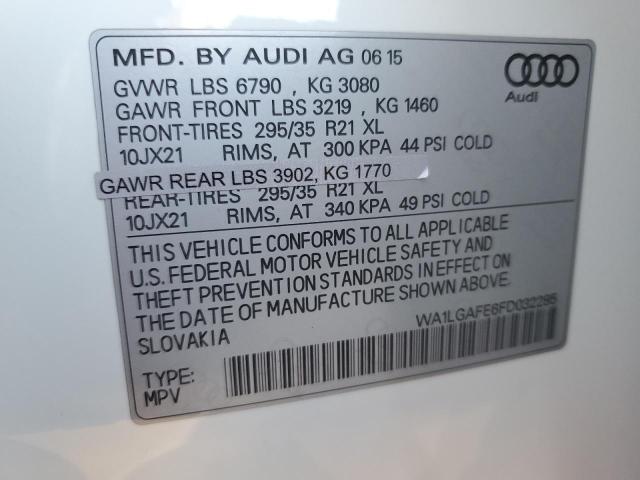 MFD. BY AUDI AG 06 15
GVWR LBS 6790 , KG 3080
GAWR FRONT LBS 3219 , KG 1460
FRONT-TIRES 295/35 R21 XL
10JX21 RIMS, AT 300 KPA 44 PSI COLD
GAWR REAR LBS 3902, KG 1770
REAR-TIRES 295/35 R21 XL
10JX21 RIMS, AT 340 KPA 49 PSI COLD
THIS VEHICLE CONFORMS TO ALL APPLICABLE
U.S. FEDERAL MOTOR VEHICLE SAFETY AND
THEFT PREVENTION STANDARDS IN EFFECT ON
THE DATE OF MANUFACTURE SHOWN ABOVE.
SLOVAKIA
WA1LGAFE6FD032295
TYPE:
MPV
Audi